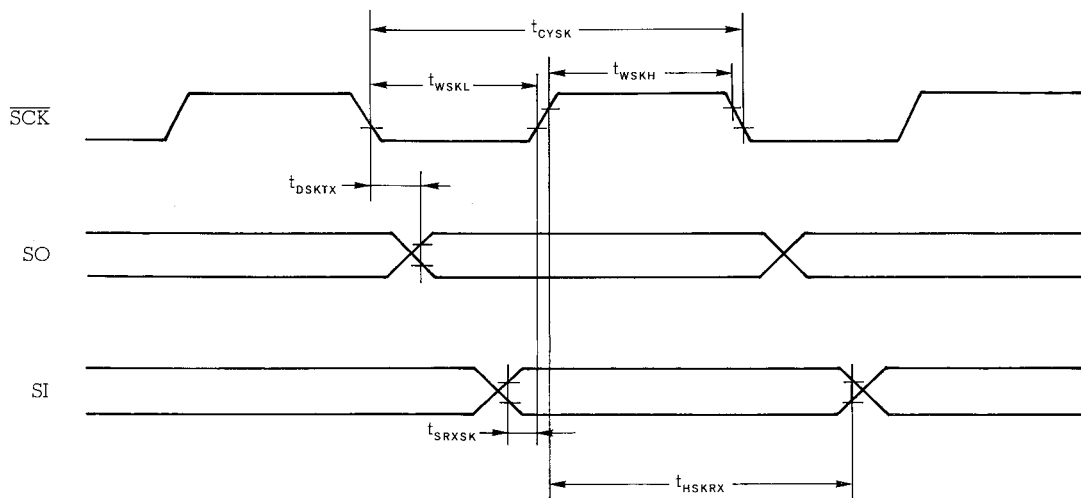 tCYSK
tWSKL
tWSKH
SCK
tDSKTX
SO
SI
tSRXSK
tHSKRX